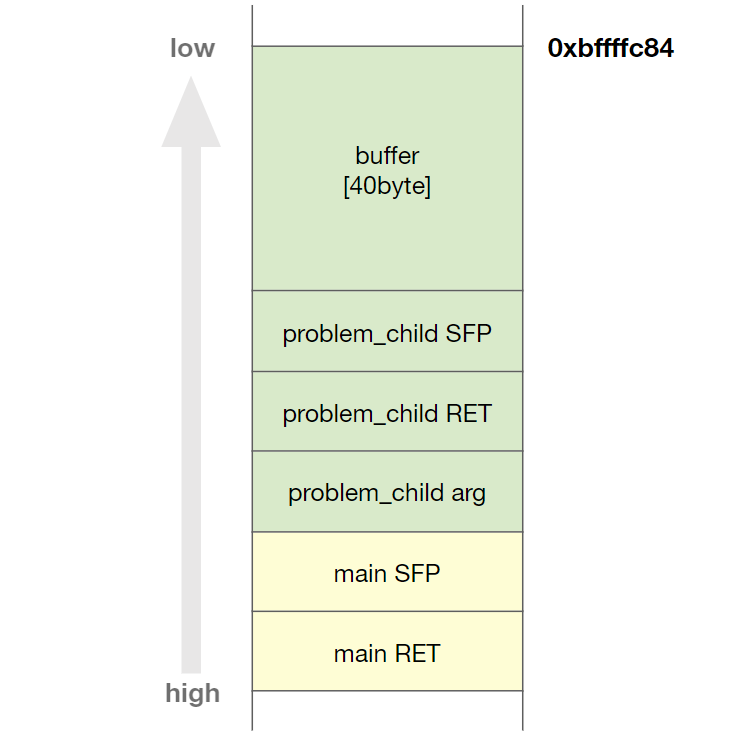 low
0xbffffc84
buffer
[40byte]
problem_child SFP
problem_child RET
problem_child arg
main SFP
main RET
high